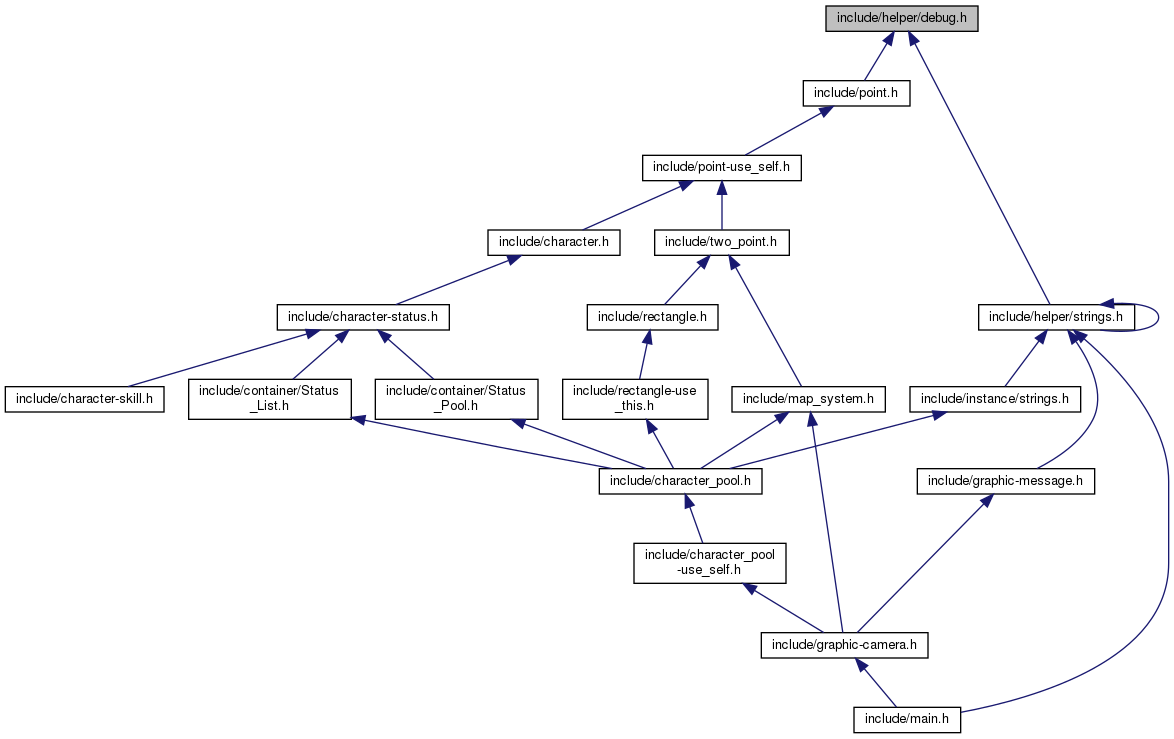 include/helper/debug.h
include/point.h
include/point-use_self.h
include/character.h
include/two_point.h
include/character-status.h
include/rectangle.h
include/helper/strings.h
include/character-skill.h
include/container/Status
_List.h
include/container/Status
_Pool.h
include/rectangle-use
_this.h
include/map_system.h
include/instance/strings.h
include/character_pool.h
include/graphic-message.h
include/character_pool
-use_self.h
include/graphic-camera.h
include/main.h